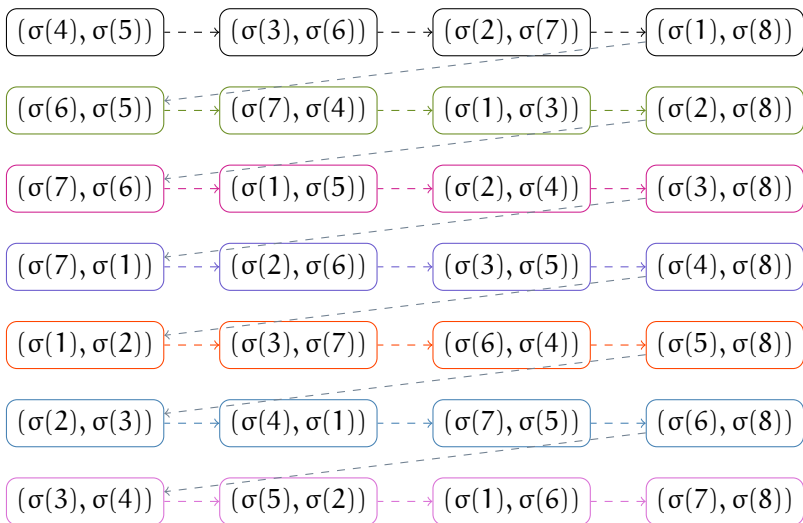 (σ(4), σ(5)) (σ(3), σ(6)) (σ(2), σ(7)) (σ(1), σ(8))
(σ(6), σ(5)) (σ(7), σ(4)) (σ(1), σ(3)) (σ(2), σ(8))
(σ(7), σ(6)) (σ(1), σ(5)) (σ(2), σ(4)) (σ(3), σ(8))
(σ(7), σ(1)) (σ(2), σ(6)) (σ(3), σ(5)) (σ(4), σ(8))
(σ(1), σ(2)) (σ(3), σ(7)) (σ(6), σ(4)) (σ(5), σ(8))
(σ(2), σ(3)) (σ(4), σ(1)) (σ(7), σ(5)) (σ(6), σ(8))
(σ(3), σ(4)) (σ(5), σ(2)) (σ(1), σ(6)) (σ(7), σ(8))